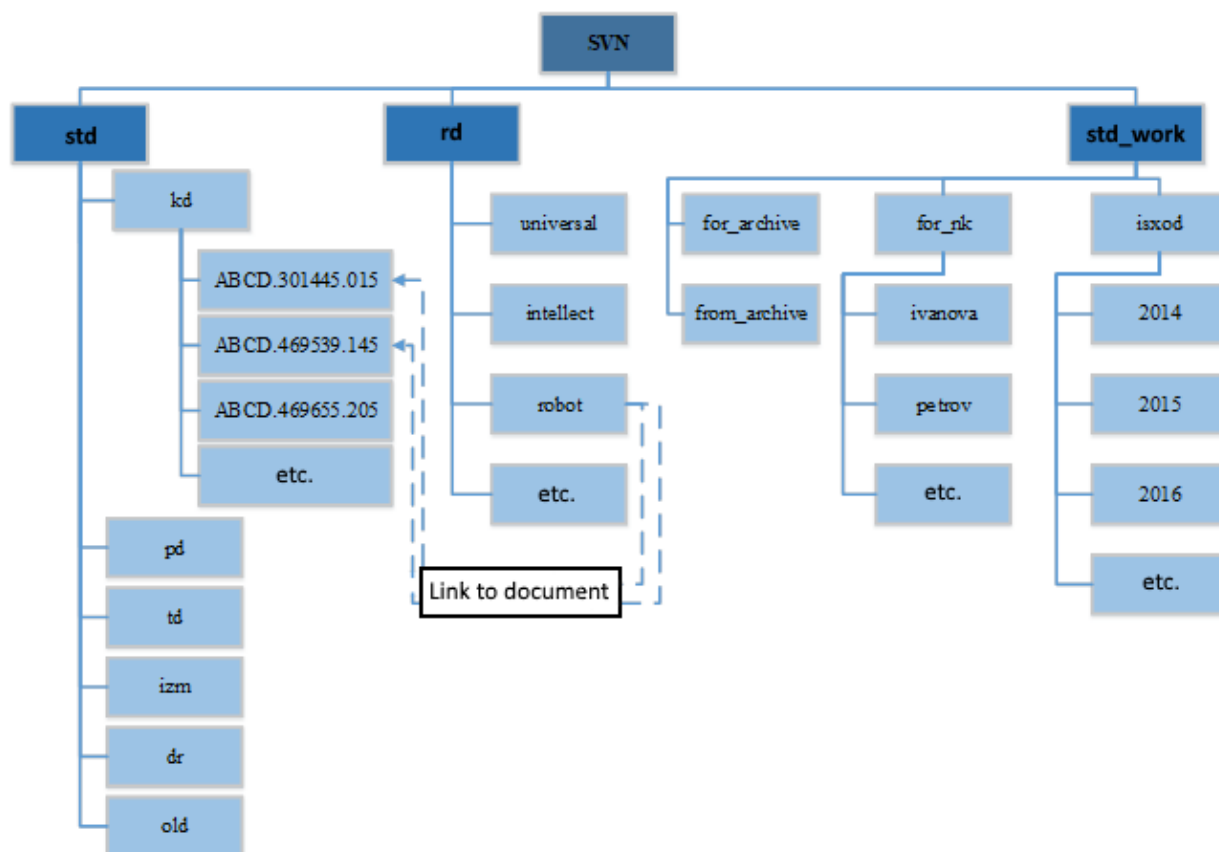 SVN
std
rd
std_work
kd
universal
for_archive
for_nk
isxod
ABCD.301445.015
intellect
from_archive
ivanova
2014
ABCD.469539.145
ABCD.469655.205
robot
petrov
2015
etc.
etc.
etc.
2016
pd
Link to document
etc.
td
izm
dr
old